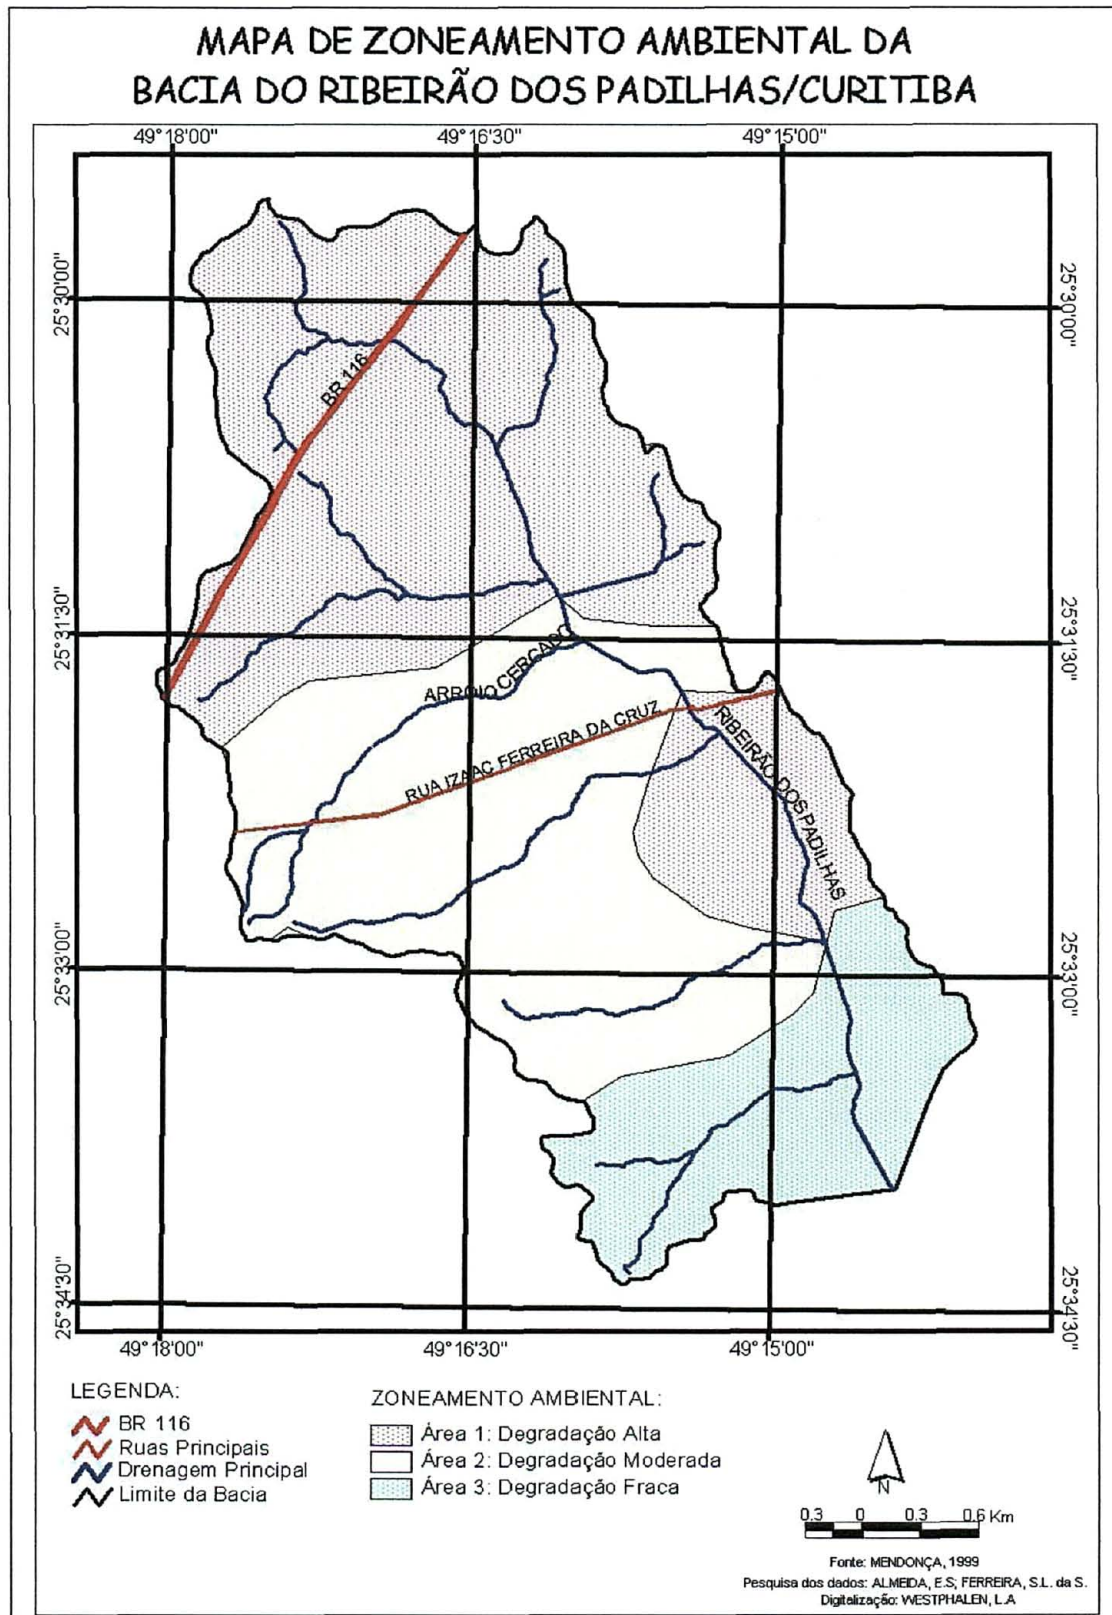 MAPA DE ZONEAMENTO AMBIENTAL DA
BACIA DO RIBEIRÃO DOS PADILHAS/CURITIBA
49°18'00" 49°16'30" 49°15'00"
25°30'00" 25°30'00"
BR 116
25°31'30" 25°31'30"
ARROIO CERCADO
RUA IZAAC FERREIRA DA CRUZ
RIBEIRÃO DOS PADILHAS
25°33'00" 25°33'00"
25°34'30" 25°34'30"
49°18'00" 49°16'30" 49°15'00"
LEGENDA:
BR 116
Ruas Principais
Drenagem Principal
Limite da Bacia
ZONEAMENTO AMBIENTAL:
Área 1: Degradação Alta
Área 2: Degradação Moderada
Área 3: Degradação Fraca
N
0.3 0 0.3 0.6 Km
Fonte: MENDONÇA, 1999
Pesquisa dos dados: ALMEIDA, E.S; FERREIRA, S.L. da S.
Digitalização: WESTPHALEN, L.A